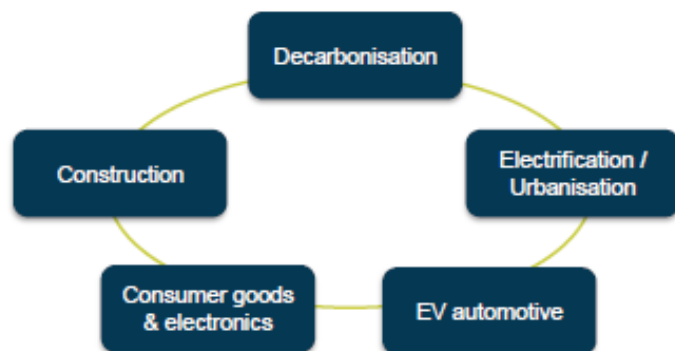 Decarbonisation
Electrification /
Urbanisation
Construction
Consumer goods
& electronics
EV automotive